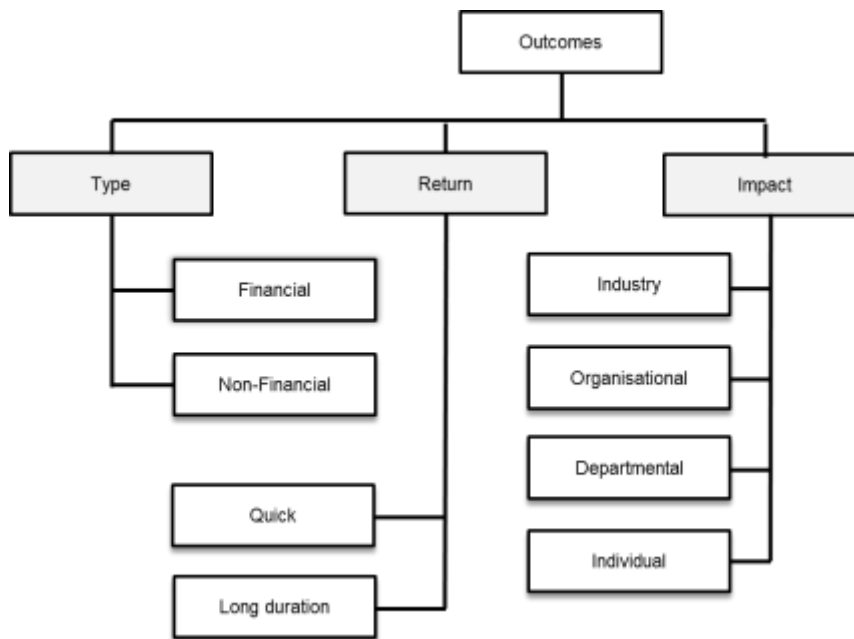 Outcomes
Type
Return
Impact
Financial
Non-Financial
Quick
Long duration
Industry
Organisational
Departmental
Individual